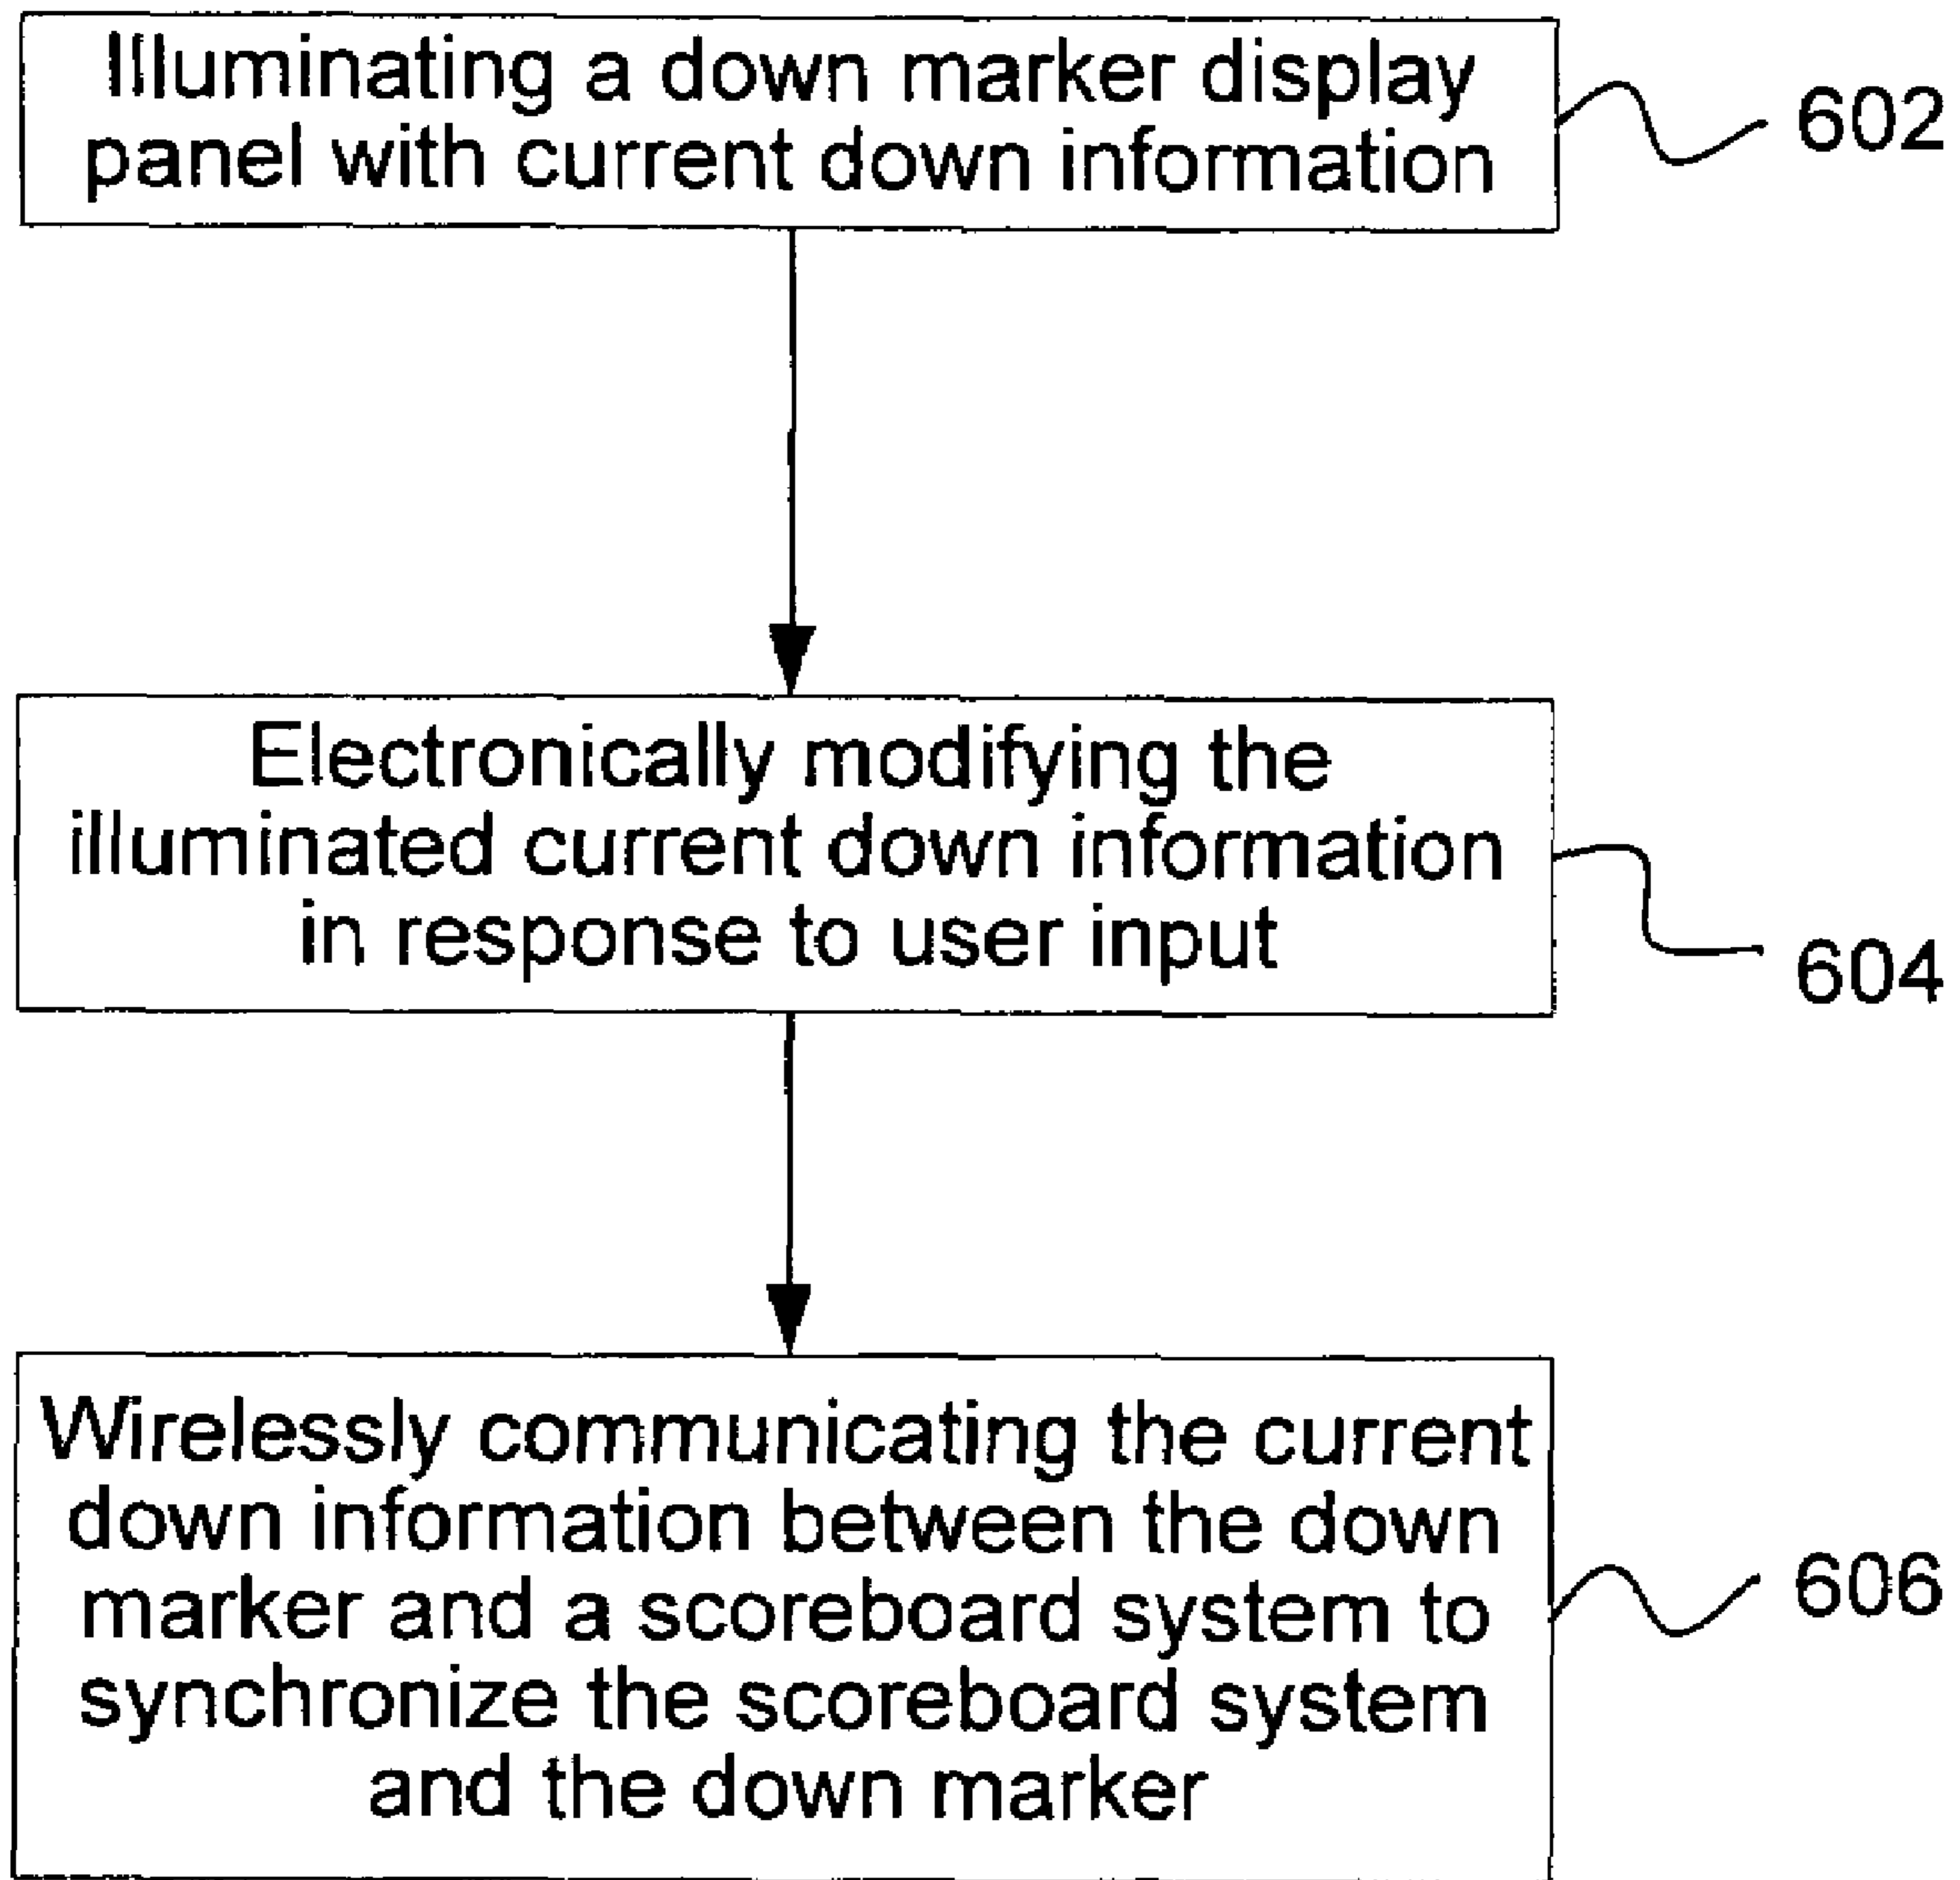 Illuminating a down marker display
panel with current down information
602
Electronically modifying the
illuminated current down information
in response to user input
604
Wirelessly communicating the current
down information between the down
marker and a scoreboard system to
synchronize the scoreboard system
and the down marker
606